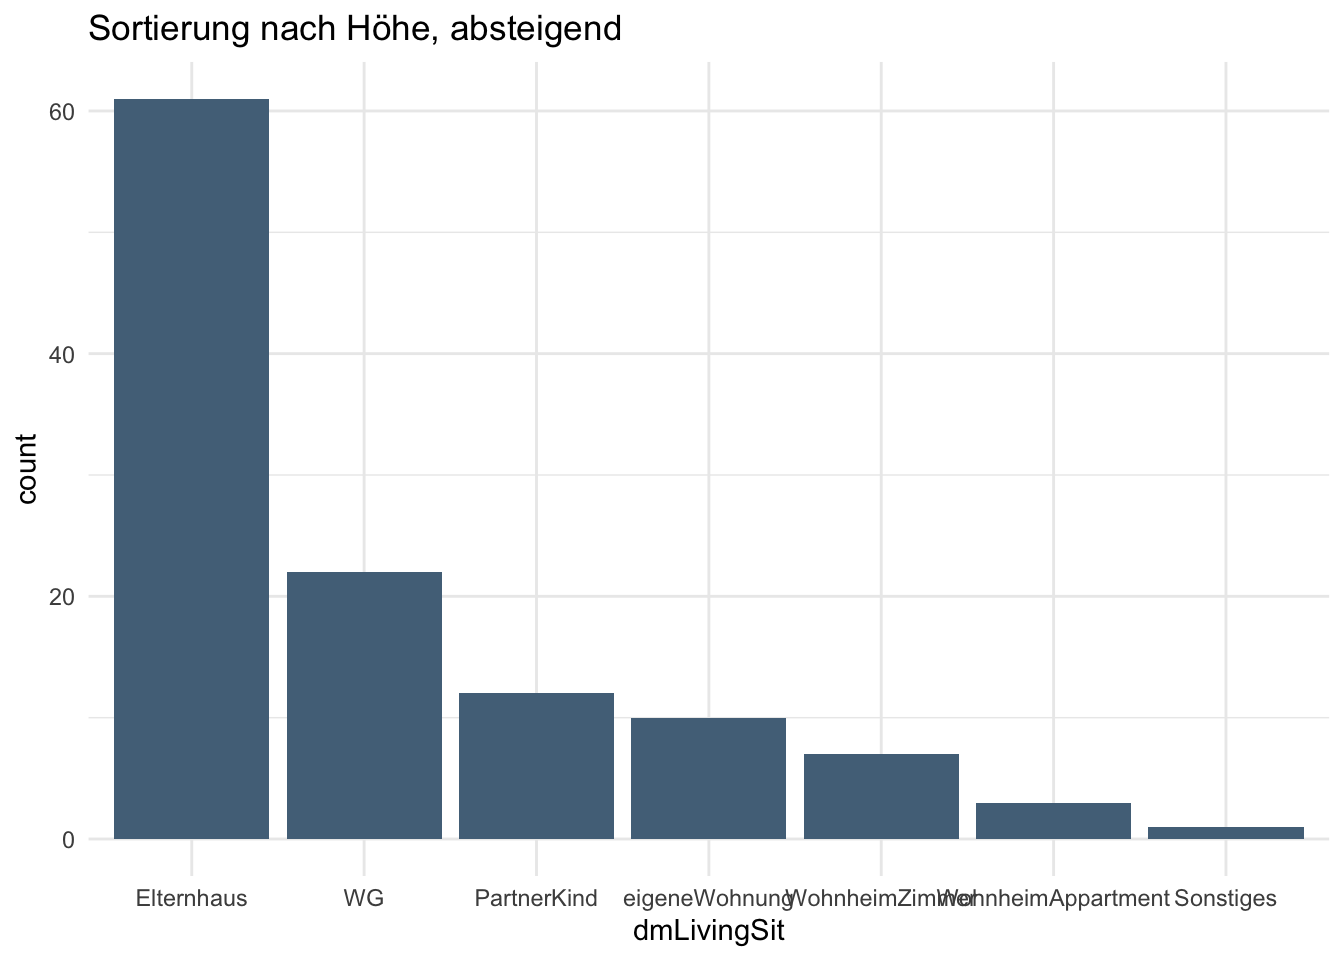 Sortierung nach Höhe, absteigend
60
40
20
0
count
Elternhaus WG PartnerKind eigeneWohnung WohnheimZimmer WohnheimAppartment Sonstiges
dmLivingSit